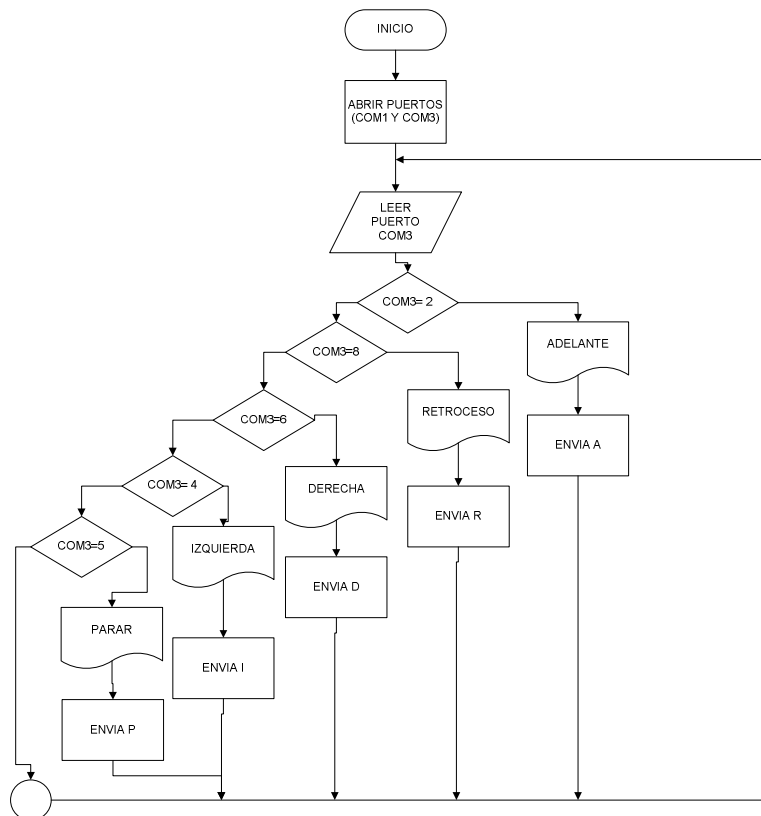 INICIO
ABRIR PUERTOS
(COM1 Y COM3)
LEER
PUERTO
COM3
COM3= 2
COM3=8
ADELANTE
COM3=6
RETROCESO
ENVIA A
COM3= 4
DERECHA
ENVIA R
COM3=5
IZQUIERDA
ENVIA D
PARAR
ENVIA I
ENVIA P